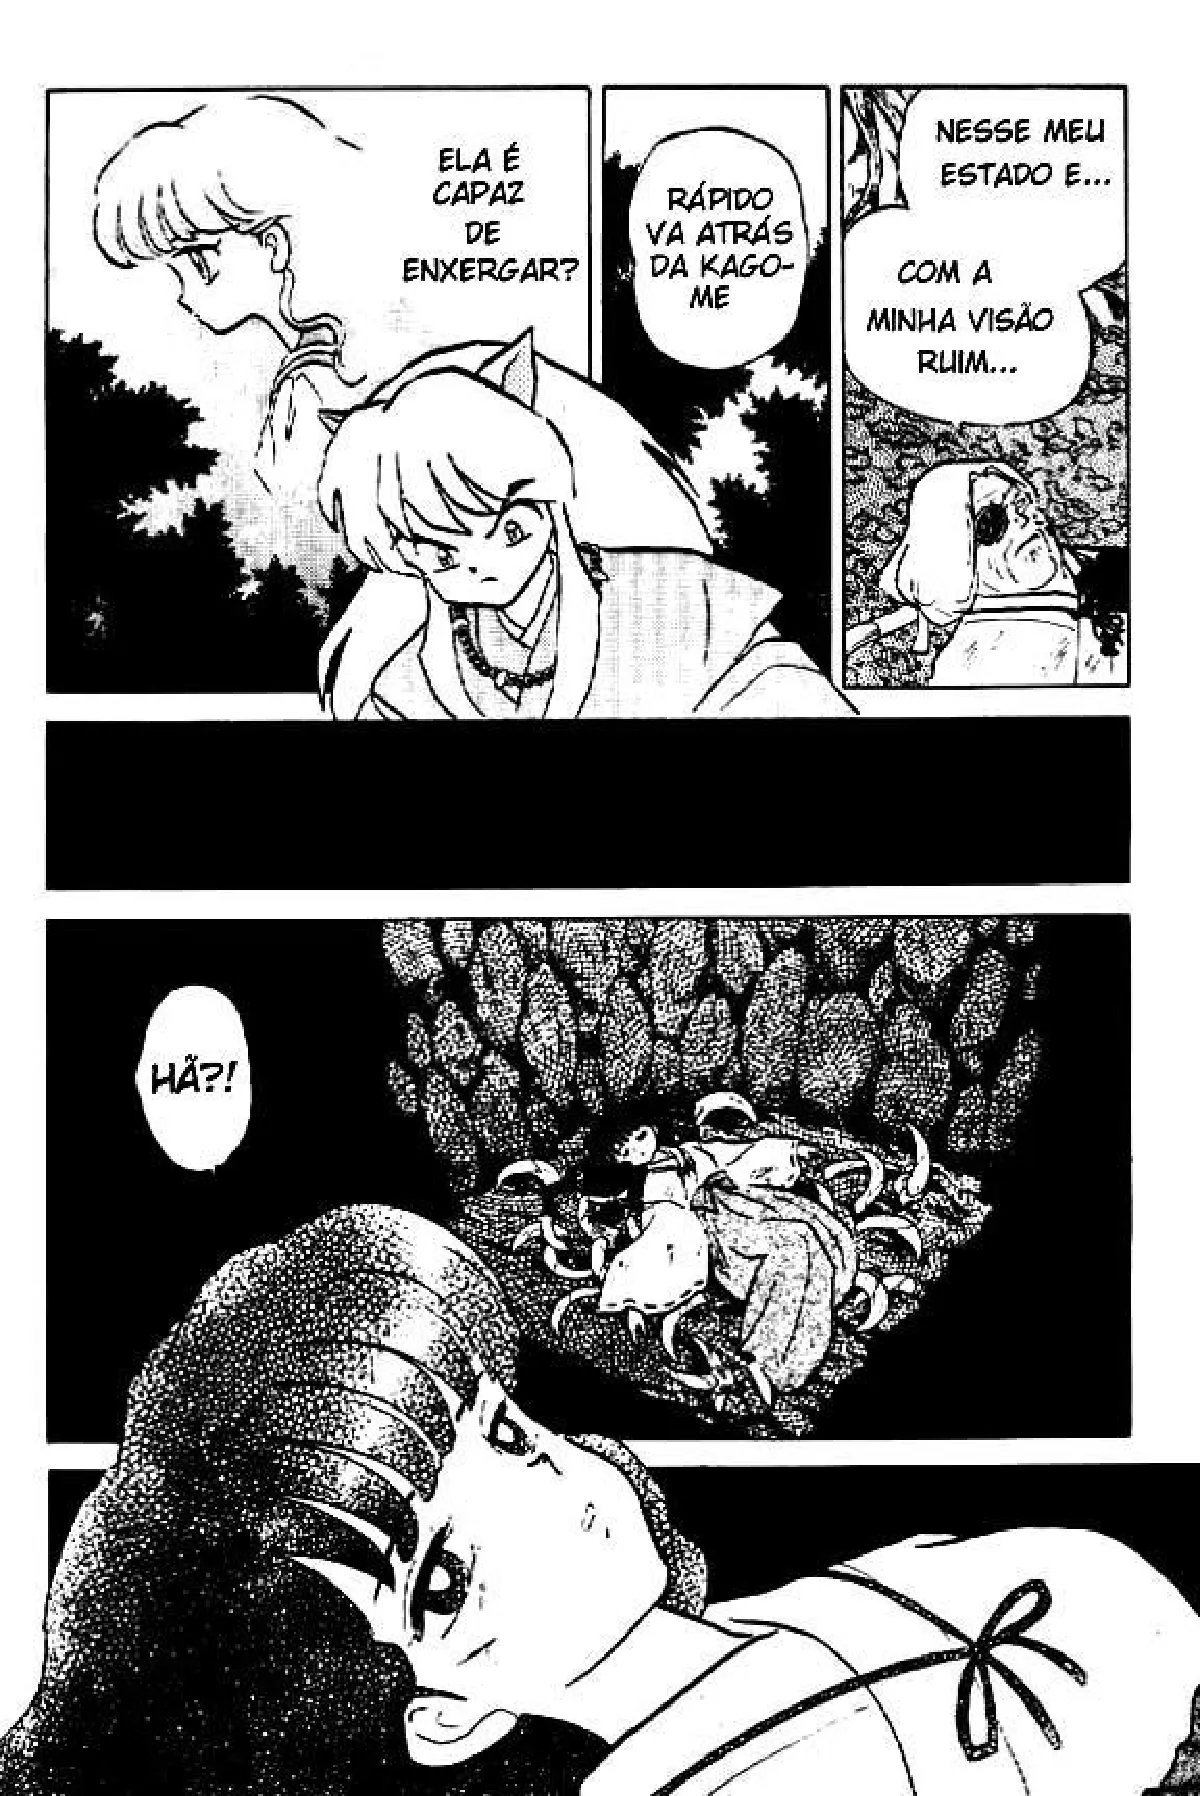 NESSE MEU
ESTADO E...
COM A
MINHA VISÃO
RUIM...
RÁPIDO
VA ATRÁS
DA KAGO-
ME
ELA É
CAPAZ
DE
ENXERGAR?
HÃ?!